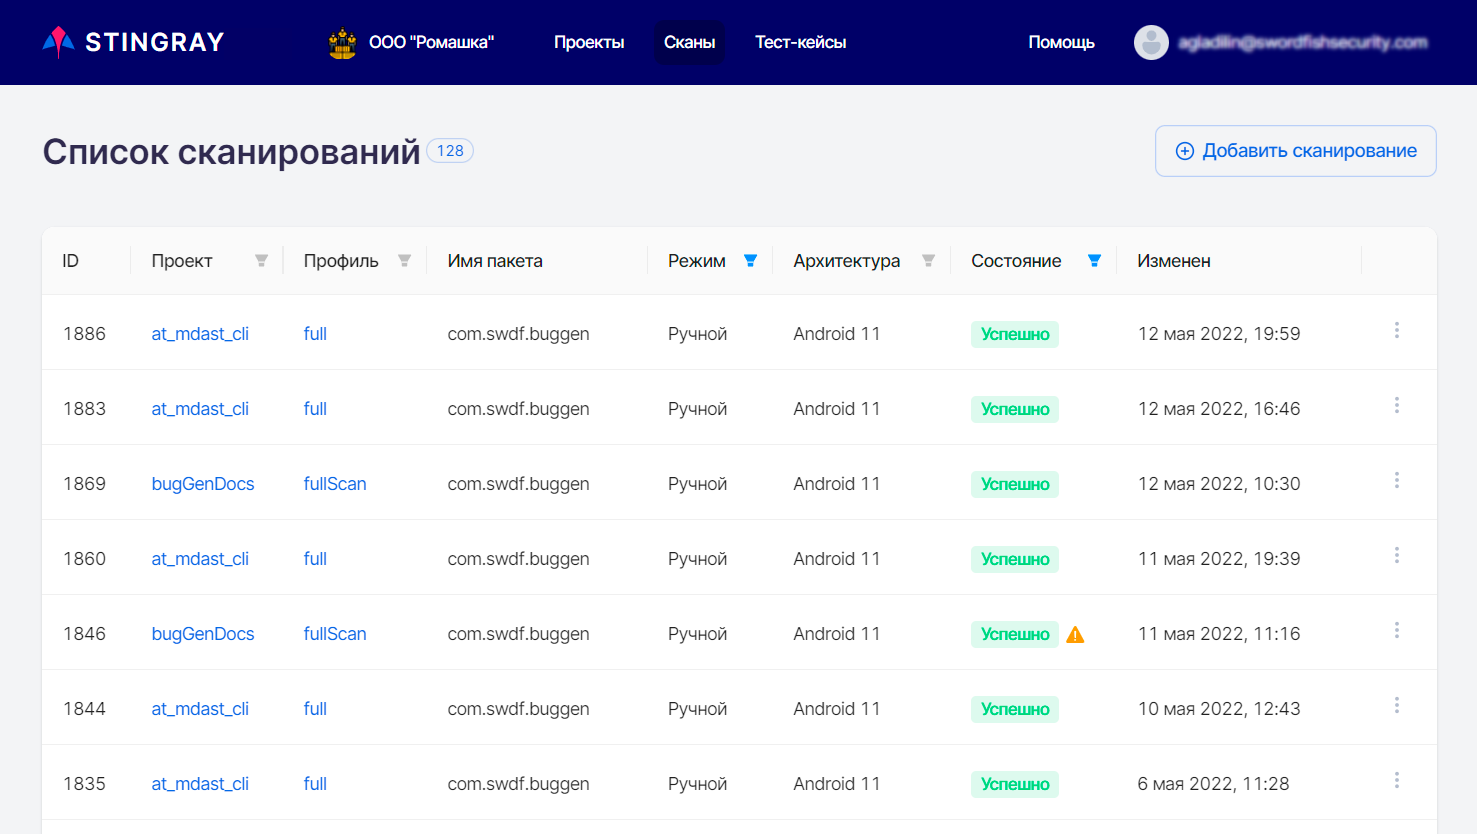 STINGRAY ООО "Ромашка" Проекты Сканы Тест-кейсы Помощь
Список сканирований 128 Добавить сканирование
ID Проект Профиль Имя пакета Режим Архитектура Состояние Изменен
1886 at_mdast_cli full com.swdf.buggen Ручной Android 11 Успешно 12 мая 2022, 19:59
1883 at_mdast_cli full com.swdf.buggen Ручной Android 11 Успешно 12 мая 2022, 16:46
1869 bugGenDocs fullScan com.swdf.buggen Ручной Android 11 Успешно 12 мая 2022, 10:30
1860 at_mdast_cli full com.swdf.buggen Ручной Android 11 Успешно 11 мая 2022, 19:39
1846 bugGenDocs fullScan com.swdf.buggen Ручной Android 11 Успешно 11 мая 2022, 11:16
1844 at_mdast_cli full com.swdf.buggen Ручной Android 11 Успешно 10 мая 2022, 12:43
1835 at_mdast_cli full com.swdf.buggen Ручной Android 11 Успешно 6 мая 2022, 11:28